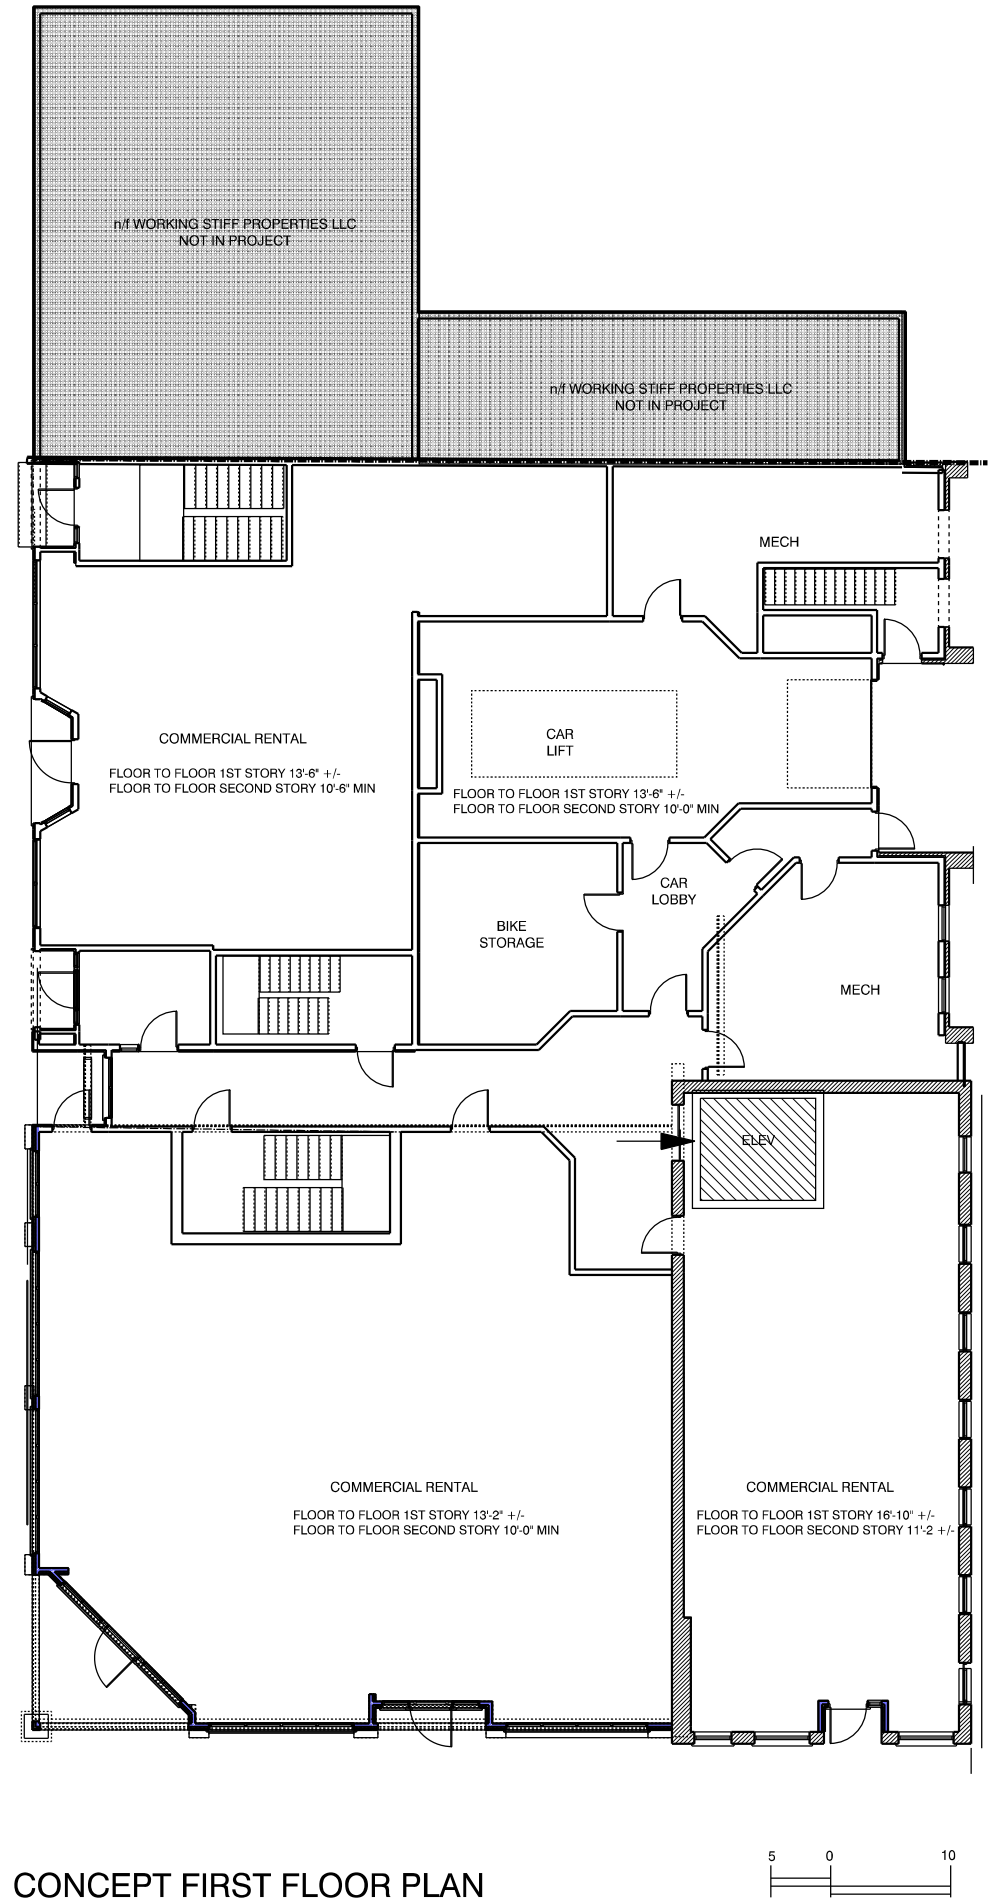 n/f WORKING STIFF PROPERTIES LLC
NOT IN PROJECT
n/f WORKING STIFF PROPERTIES LLC
NOT IN PROJECT
MECH
COMMERCIAL RENTAL
FLOOR TO FLOOR 1ST STORY 13'-6" +/-
FLOOR TO FLOOR SECOND STORY 10'-6" MIN
CAR
LIFT
FLOOR TO FLOOR 1ST STORY 13'-6" +/-
FLOOR TO FLOOR SECOND STORY 10'-0" MIN
CAR
LOBBY
BIKE
STORAGE
MECH
ELEV
COMMERCIAL RENTAL
FLOOR TO FLOOR 1ST STORY 13'-2" +/-
FLOOR TO FLOOR SECOND STORY 10'-0" MIN
COMMERCIAL RENTAL
FLOOR TO FLOOR 1ST STORY 16'-10" +/-
FLOOR TO FLOOR SECOND STORY 11'-2 +/-
5 0 10
CONCEPT FIRST FLOOR PLAN